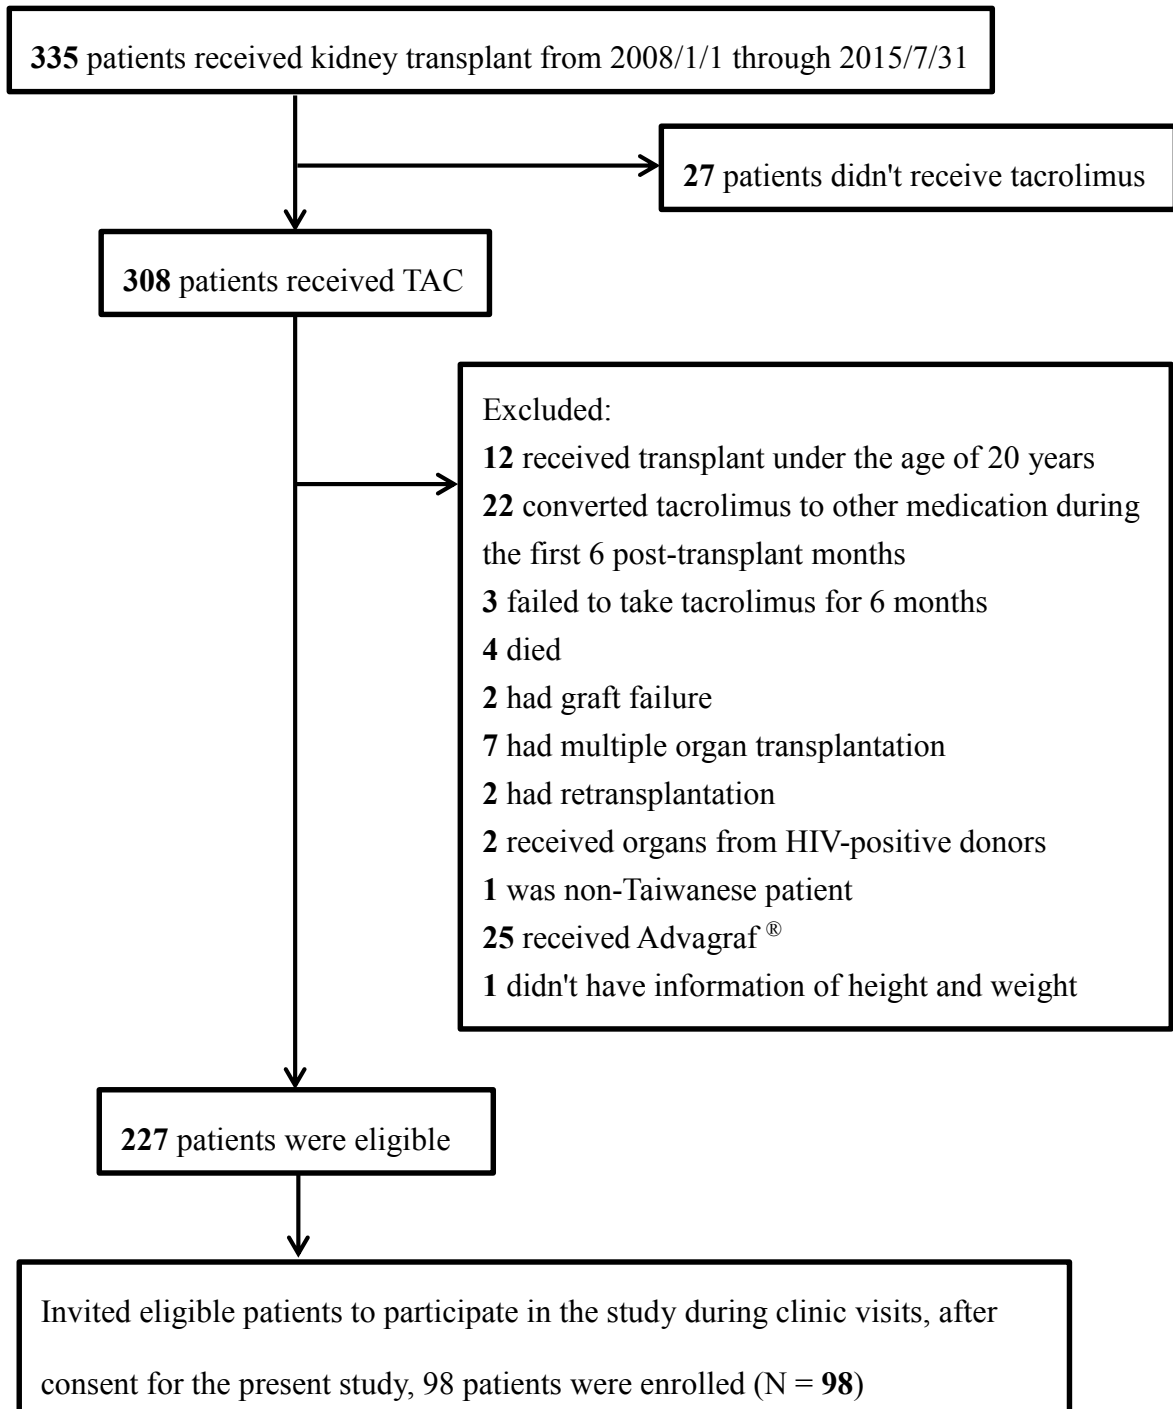 335 patients received kidney transplant from 2008/1/1 through 2015/7/31
27 patients didn't receive tacrolimus
308 patients received TAC
Excluded:
12 received transplant under the age of 20 years
22 converted tacrolimus to other medication during
the first 6 post-transplant months
3 failed to take tacrolimus for 6 months
4 died
2 had graft failure
7 had multiple organ transplantation
2 had retransplantation
2 received organs from HIV-positive donors
1 was non-Taiwanese patient
25 received Advagraf ®
1 didn't have information of height and weight
227 patients were eligible
Invited eligible patients to participate in the study during clinic visits, after
consent for the present study, 98 patients were enrolled (N = 98)